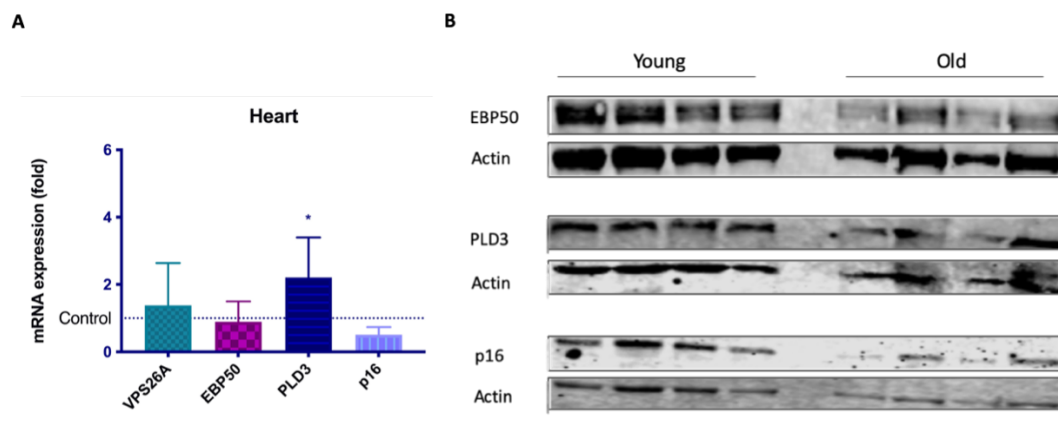 A
Heart
mRNA expression (fold)
6
4
2
0
Control
*
VPS26A
EBP50
PLD3
p16
B
Young
Old
EBP50
Actin
PLD3
Actin
p16
Actin